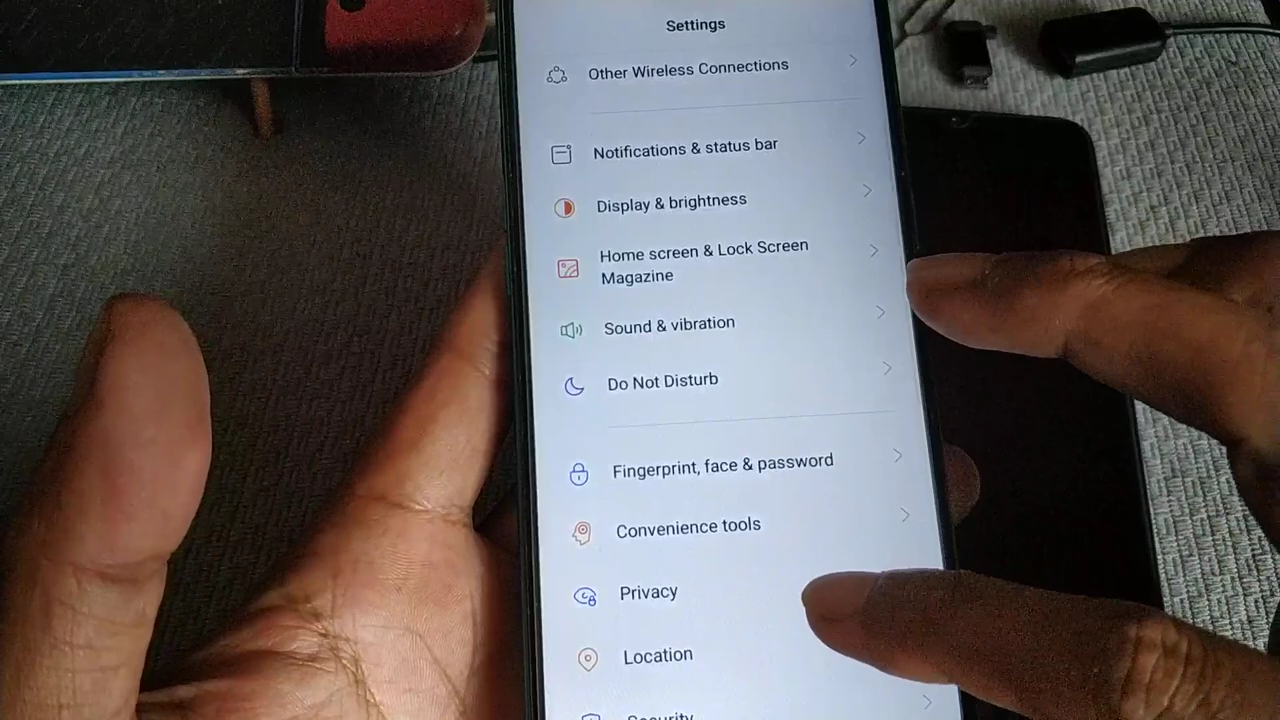 Settings
Other Wireless Connections
Notifications & status bar
Display & brightness
Home screen & Lock Screen
Magazine
Sound & vibration
Do Not Disturb
Fingerprint, face & password
Convenience tools
Privacy
Location
Security